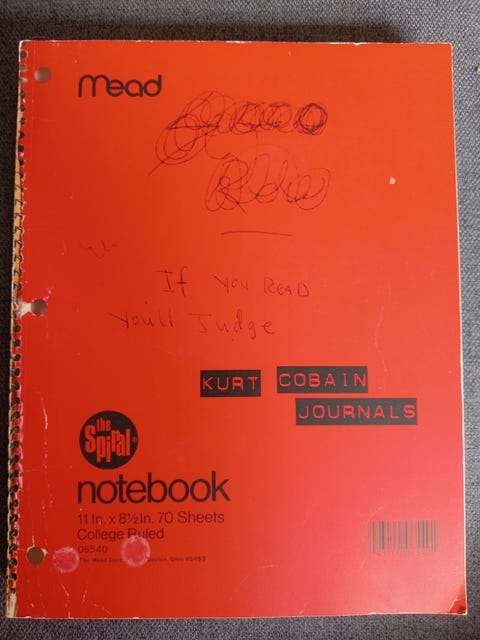 mead
If you READ
You'll Judge
KURT COBAIN
JOURNALS
the
Spiral®
notebook
11 In. x 8½ In. 70 Sheets
College Ruled
06540